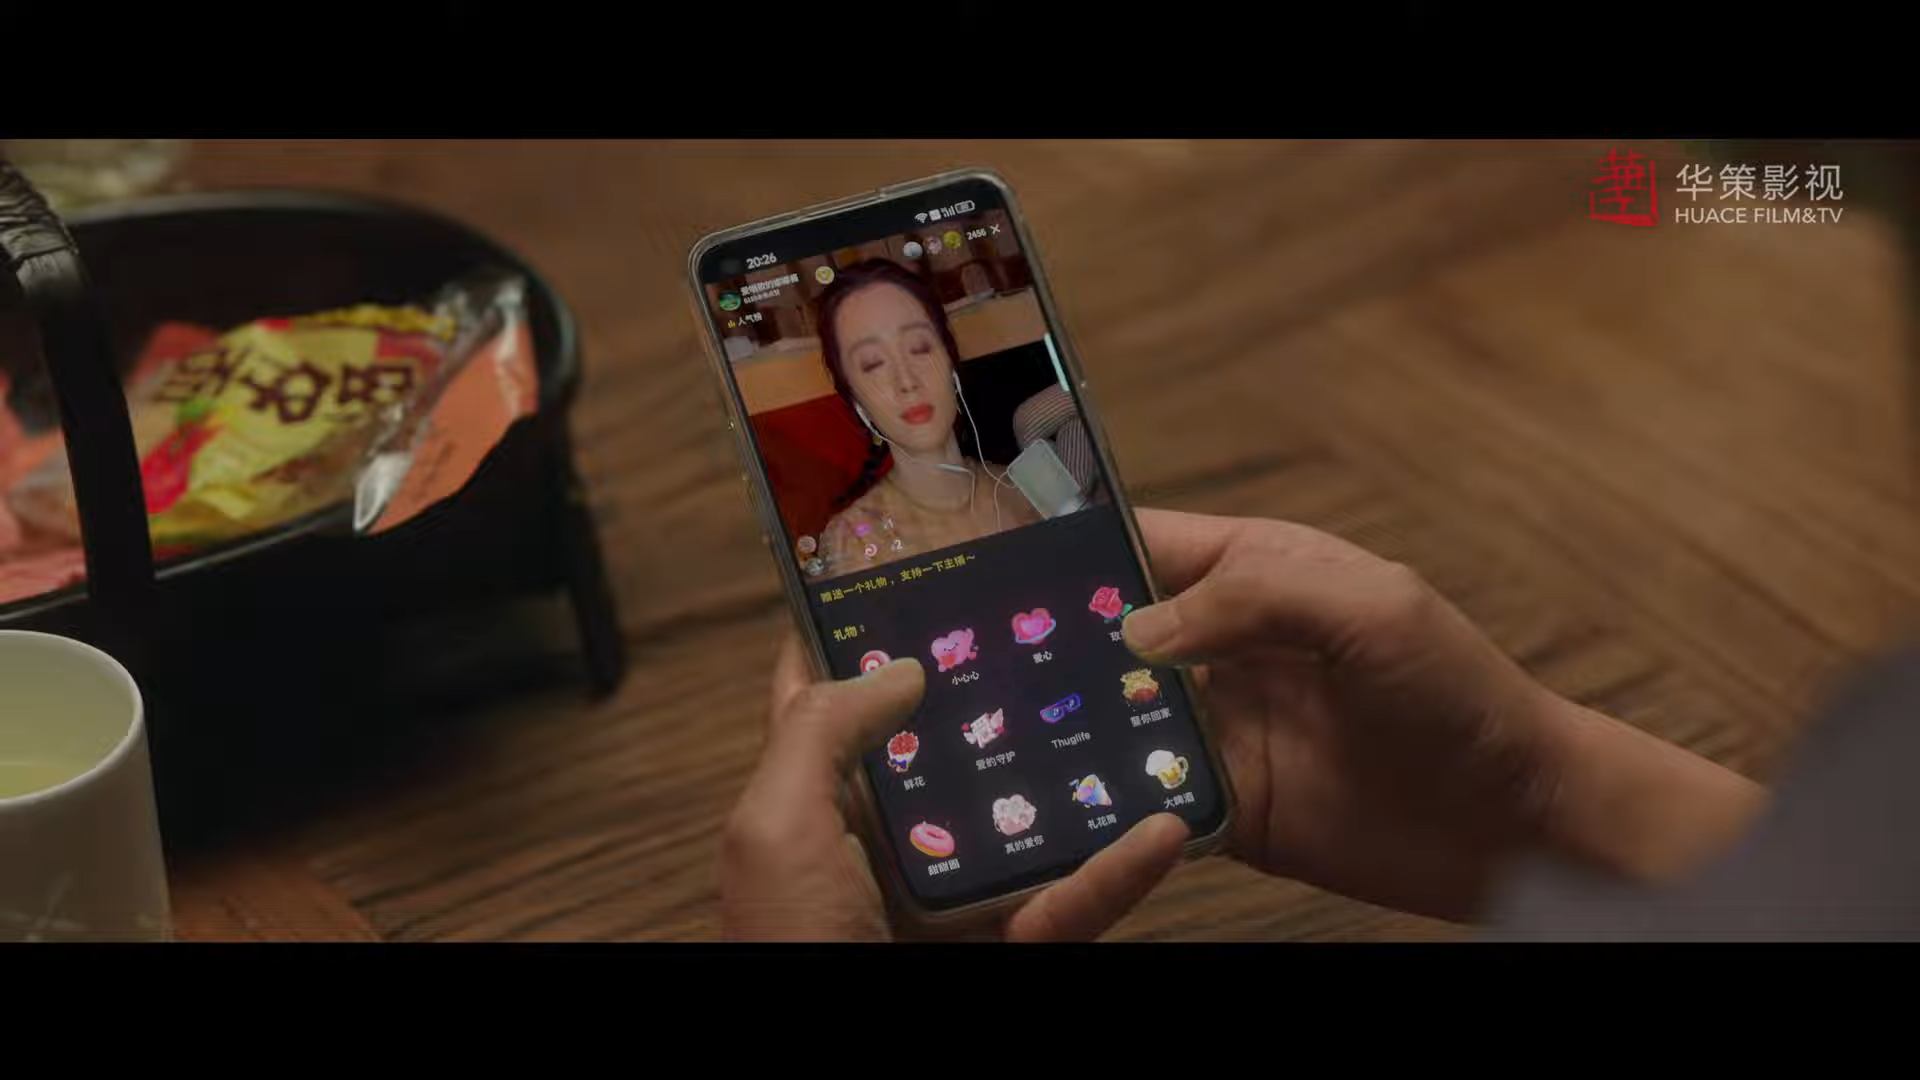 华策影视
HUACE FILM&TV
20:26
2456
人气榜
x2
赠送一个礼物，支持一下主播~
礼物：
小心心
爱心
鲜花
爱的守护
Thuglife
娶你回家
甜甜圈
真的爱你
礼花筒
大啤酒